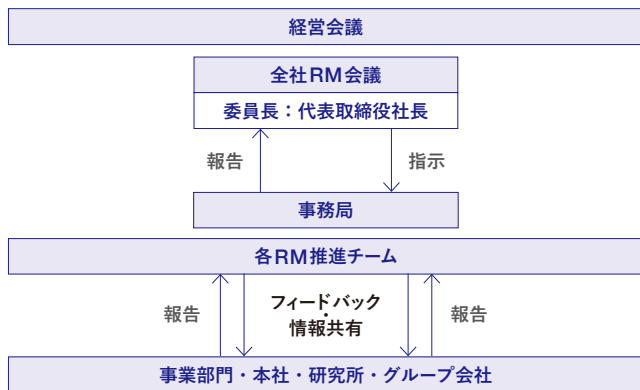 経営会議
全社RM会議
委員長：代表取締役社長
報告
指示
事務局
各RM推進チーム
報告
フィードバック
・
情報共有
報告
事業部門・本社・研究所・グループ会社